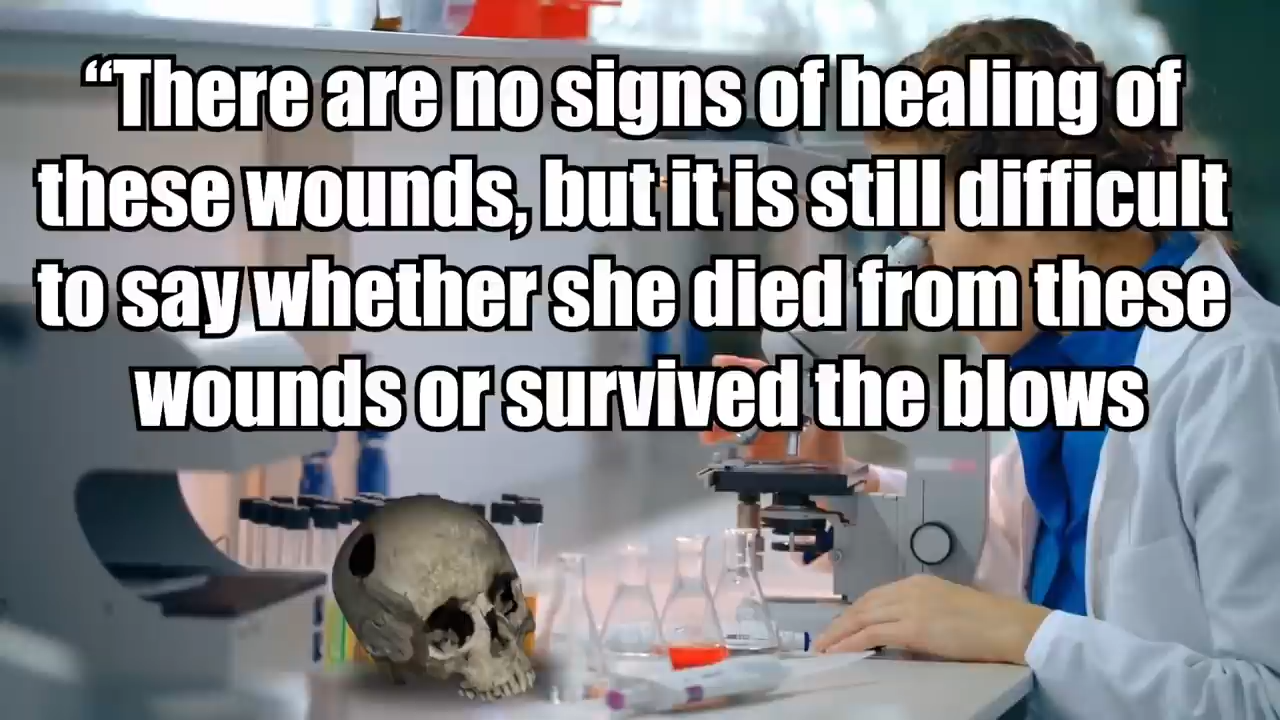 “There are no signs of healing of
these wounds, but it is still difficult
to say whether she died from these
wounds or survived the blows